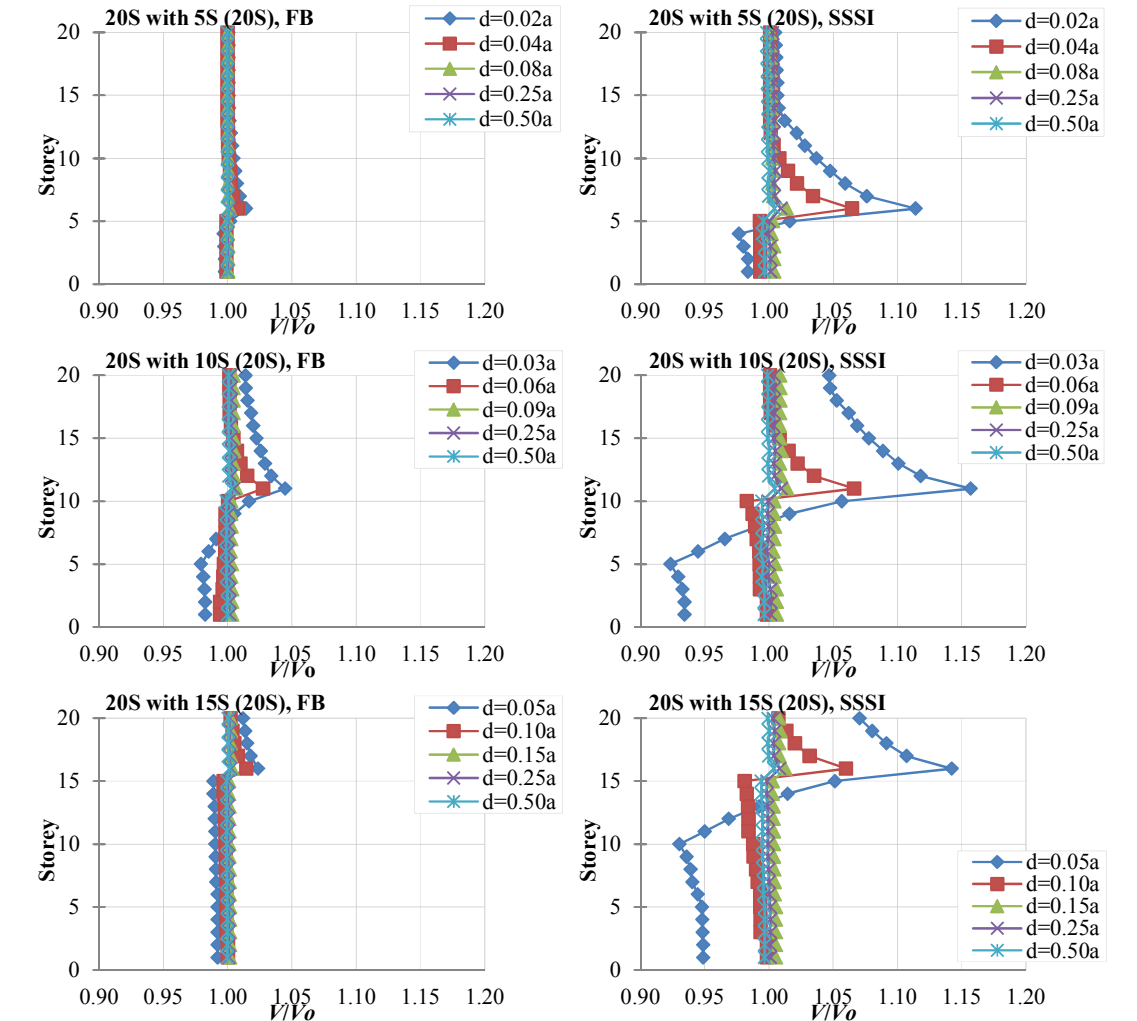 20S with 5S (20S), FB
20
15
10
5
0
Storey
0.90 0.95 1.00 1.05 1.10 1.15 1.20
V/Vo
d=0.02a
d=0.04a
d=0.08a
d=0.25a
d=0.50a
20S with 5S (20S), SSSI
20
15
10
5
0
Storey
0.90 0.95 1.00 1.05 1.10 1.15 1.20
V/Vo
d=0.02a
d=0.04a
d=0.08a
d=0.25a
d=0.50a
20S with 10S (20S), FB
20
15
10
5
0
Storey
0.90 0.95 1.00 1.05 1.10 1.15 1.20
V/Vo
d=0.03a
d=0.06a
d=0.09a
d=0.25a
d=0.50a
20S with 10S (20S), SSSI
20
15
10
5
0
Storey
0.90 0.95 1.00 1.05 1.10 1.15 1.20
V/Vo
d=0.03a
d=0.06a
d=0.09a
d=0.25a
d=0.50a
20S with 15S (20S), FB
20
15
10
5
0
Storey
0.90 0.95 1.00 1.05 1.10 1.15 1.20
V/Vo
d=0.05a
d=0.10a
d=0.15a
d=0.25a
d=0.50a
20S with 15S (20S), SSSI
20
15
10
5
0
Storey
0.90 0.95 1.00 1.05 1.10 1.15 1.20
V/Vo
d=0.05a
d=0.10a
d=0.15a
d=0.25a
d=0.50a